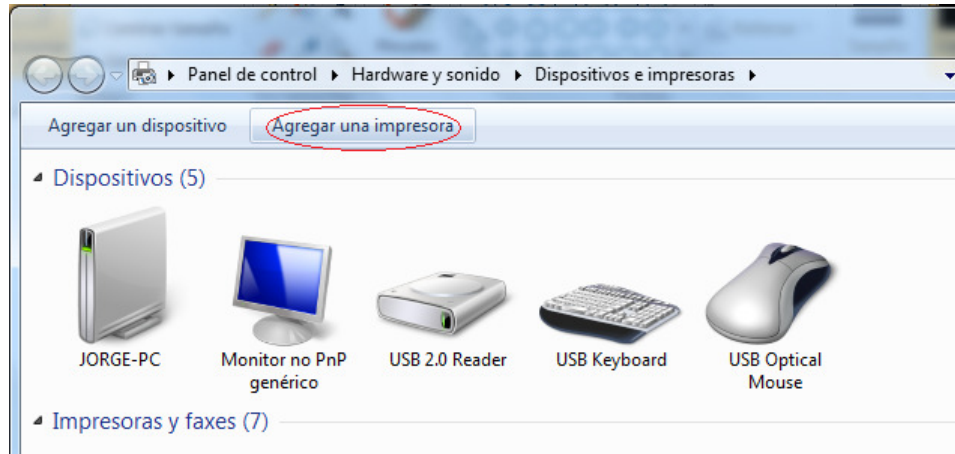 Panel de control Hardware y sonido Dispositivos e impresoras
Agregar un dispositivo Agregar una impresora
Dispositivos (5)
JORGE-PC Monitor no PnP genérico USB 2.0 Reader USB Keyboard USB Optical Mouse
Impresoras y faxes (7)